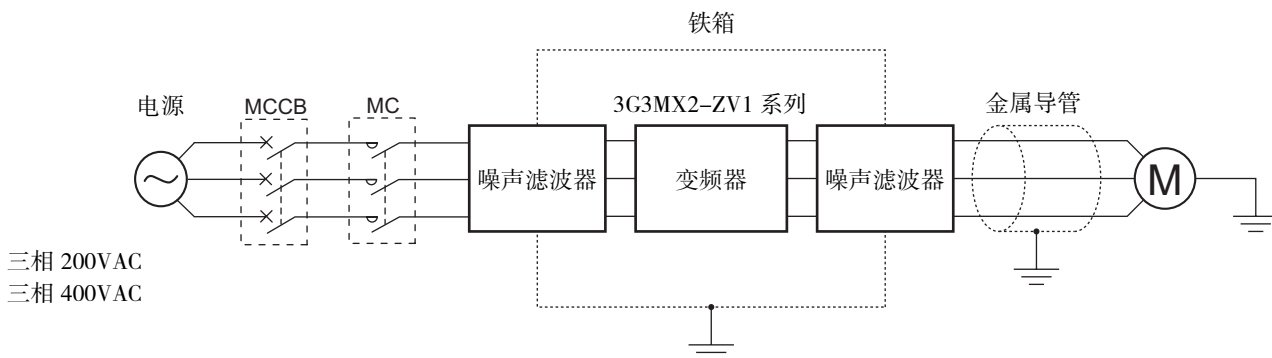 铁箱
电源
MCCB
MC
3G3MX2-ZV1 系列
金属导管
噪声滤波器
变频器
噪声滤波器
M
三相 200VAC
三相 400VAC